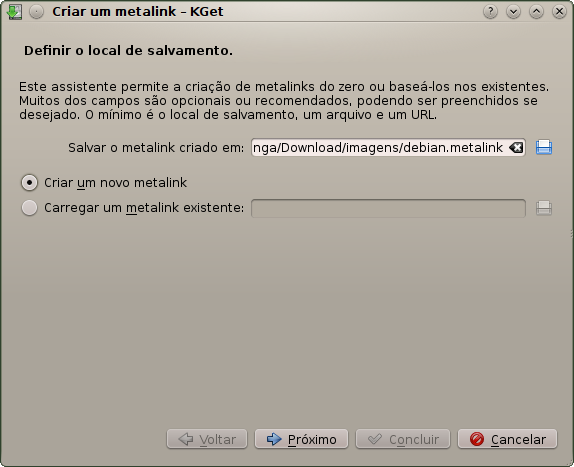 Criar um metalink – KGet
Definir o local de salvamento.
Este assistente permite a criação de metalinks do zero ou baseá-los nos existentes.
Muitos dos campos são opcionais ou recomendados, podendo ser preenchidos se
desejado. O mínimo é o local de salvamento, um arquivo e um URL.
Salvar o metalink criado em: nga/Download/imagens/debian.metalink
Criar um novo metalink
Carregar um metalink existente:
Voltar Próximo Concluir Cancelar